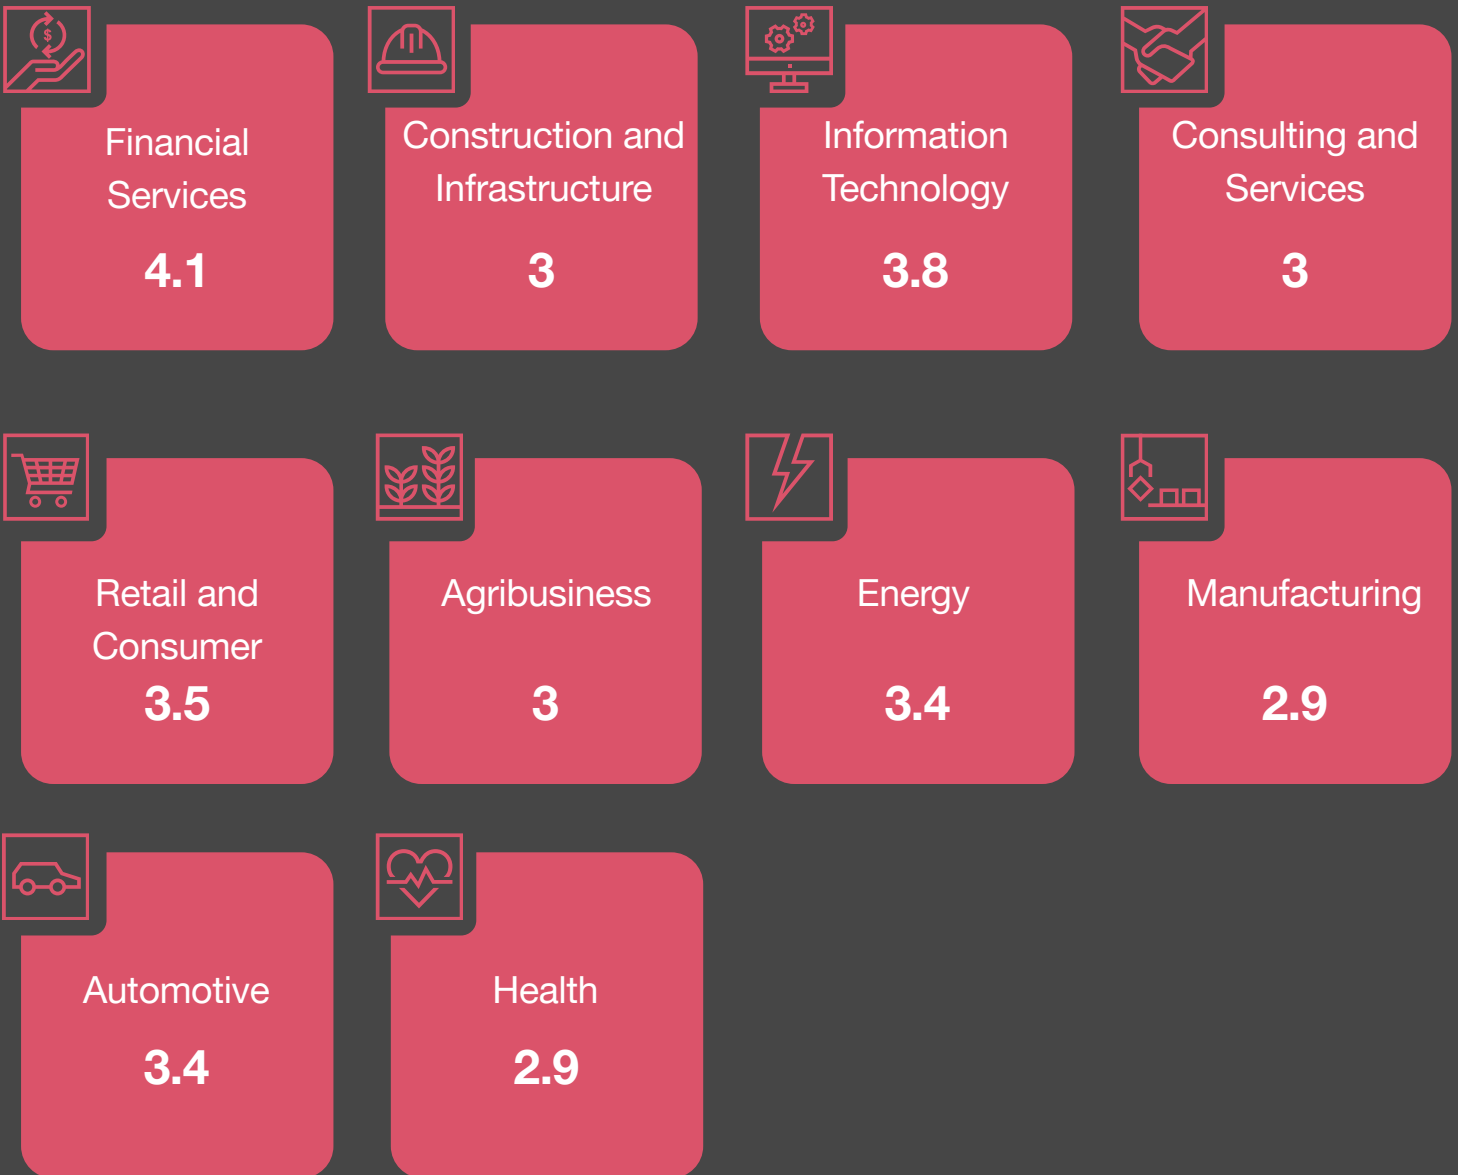 $
Financial
Services
4.1
Construction and
Infrastructure
3
Information
Technology
3.8
Consulting and
Services
3
Retail and
Consumer
3.5
Agribusiness
3
Energy
3.4
Manufacturing
2.9
Automotive
3.4
Health
2.9